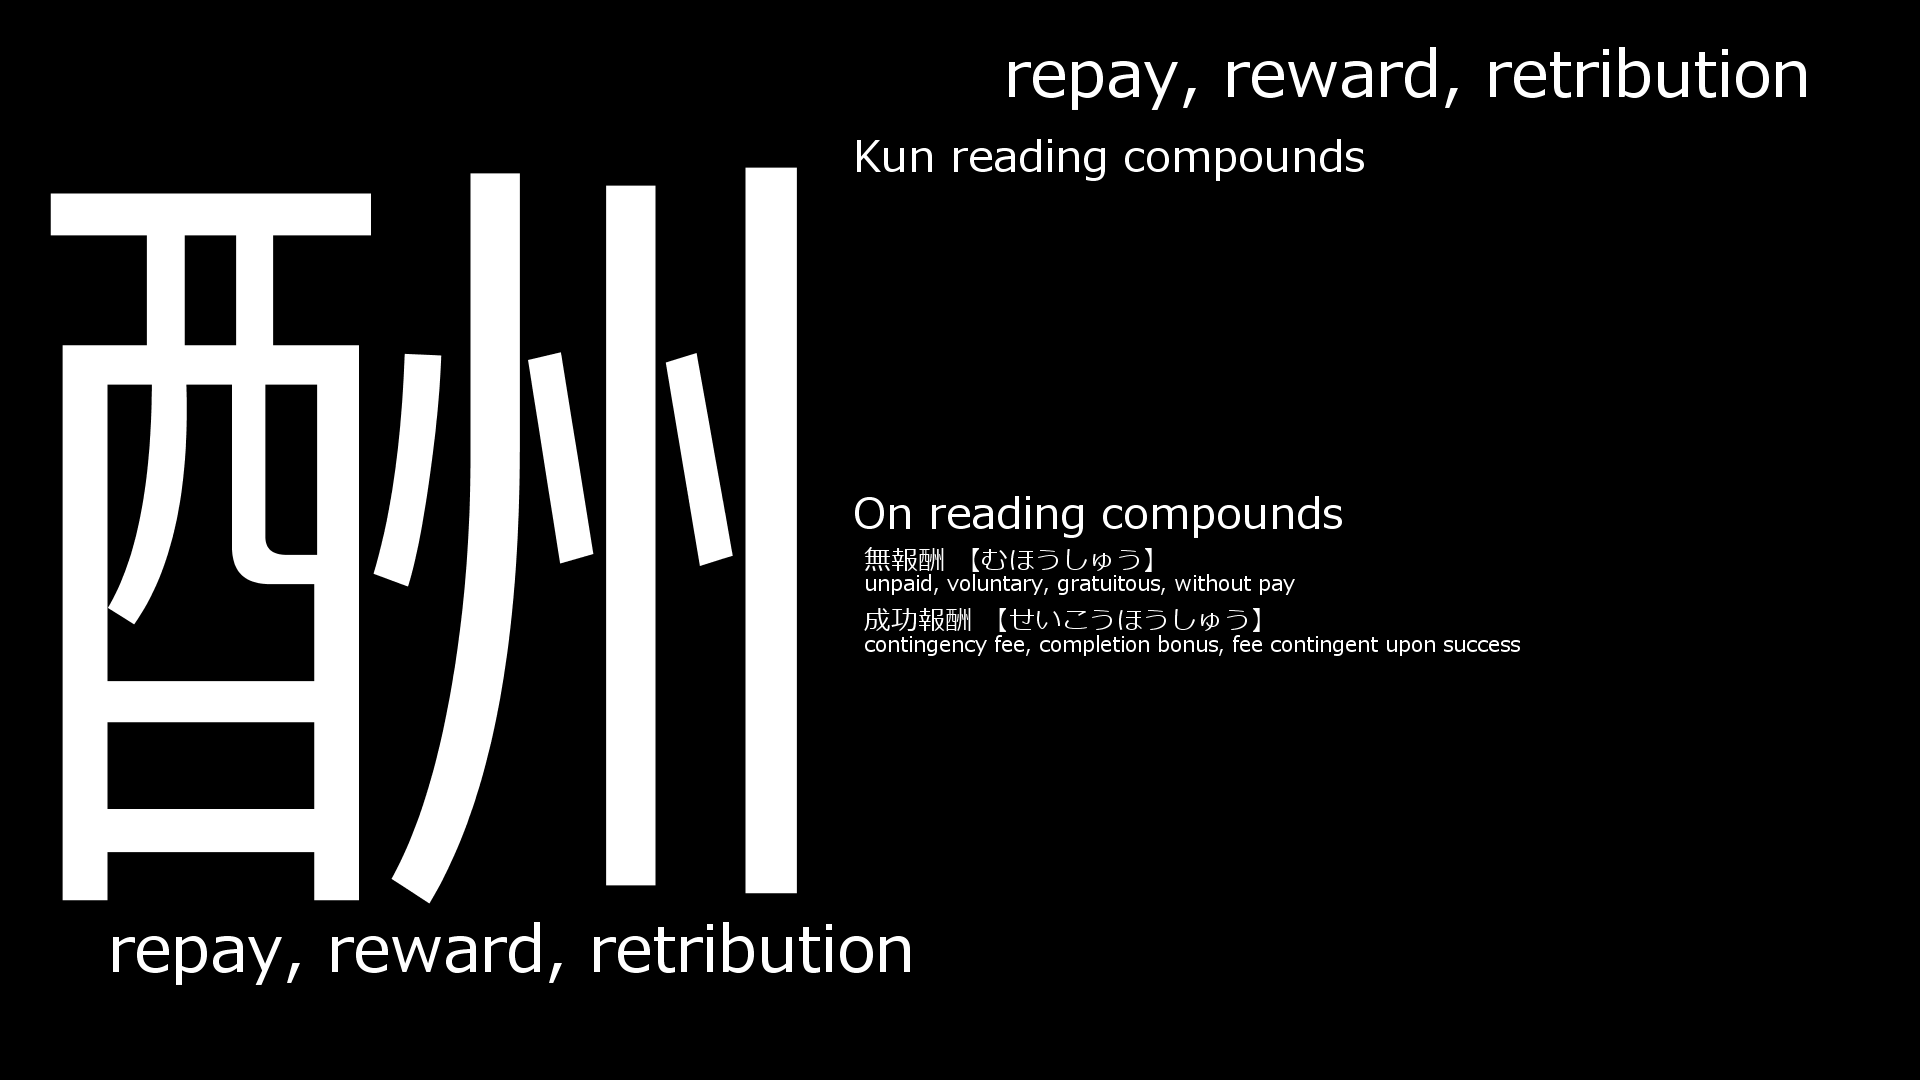 酬
repay, reward, retribution
repay, reward, retribution
Kun reading compounds
On reading compounds
無報酬 【むほうしゅう】
unpaid, voluntary, gratuitous, without pay
成功報酬 【せいこうほうしゅう】
contingency fee, completion bonus, fee contingent upon success